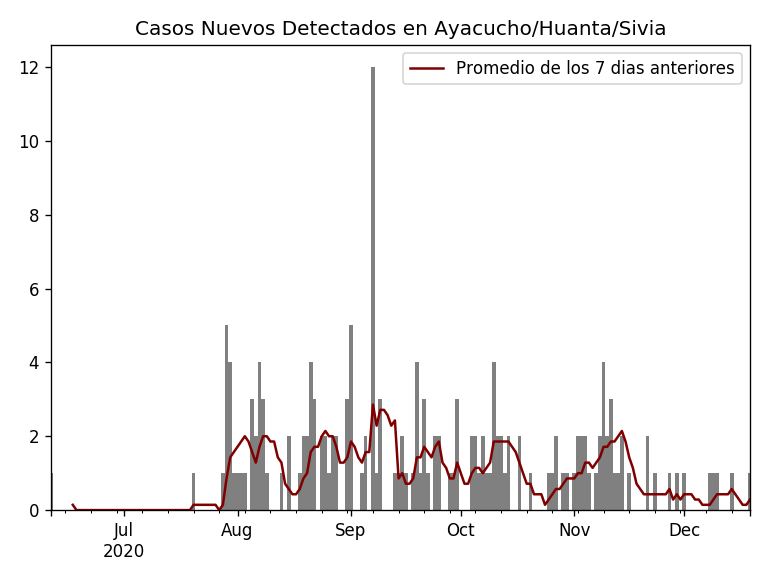 Casos Nuevos Detectados en Ayacucho/Huanta/Sivia
Promedio de los 7 dias anteriores
12
10
8
6
4
2
0
Jul Aug Sep Oct Nov Dec
2020